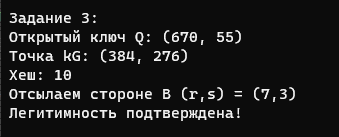 Задание 3:
Открытый ключ Q: (670, 55)
Точка kG: (384, 276)
Хеш: 10
Отсылаем стороне B (r,s) = (7,3)
Легитимность подтверждена!